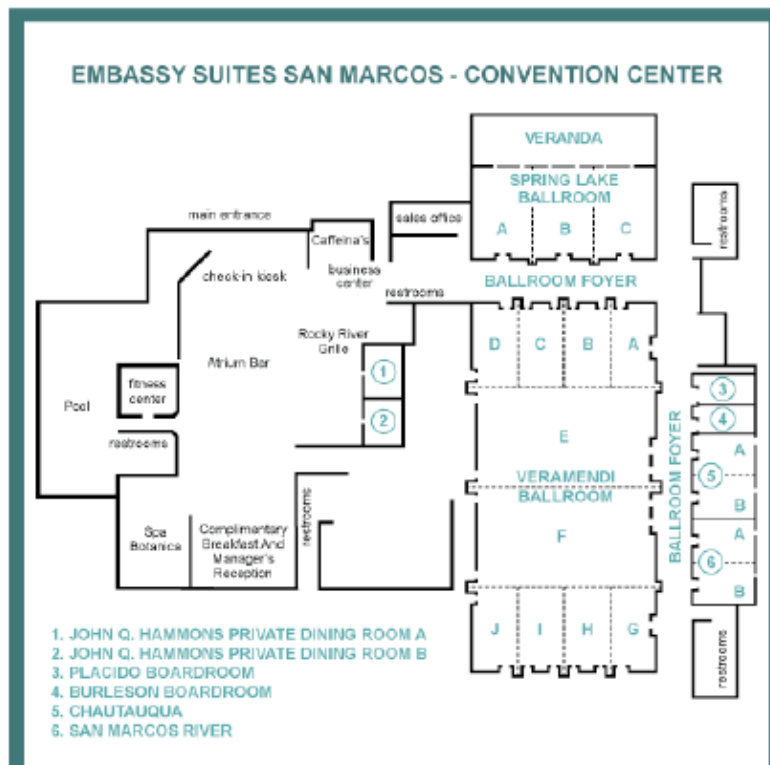 EMBASSY SUITES SAN MARCOS - CONVENTION CENTER
VERANDA
SPRING LAKE
BALLROOM
A
B
C
restrooms
sales office
main entrance
Caffeina's
check-in kiosk
business
center
restrooms
BALLROOM FOYER
Rocky River
Grille
Atrium Bar
D
C
B
A
1
2
3
4
fitness
center
Pool
restrooms
E
VERAMENDI
BALLROOM
F
BALLROOM FOYER
A
5
B
A
6
B
restrooms
Spa
Botanica
Complimentary
Breakfast And
Manager's
Reception
J
I
H
G
restrooms
1. JOHN Q. HAMMONS PRIVATE DINING ROOM A
2. JOHN Q. HAMMONS PRIVATE DINING ROOM B
3. PLACIDO BOARDROOM
4. BURLESON BOARDROOM
5. CHAUTAUQUA
6. SAN MARCOS RIVER